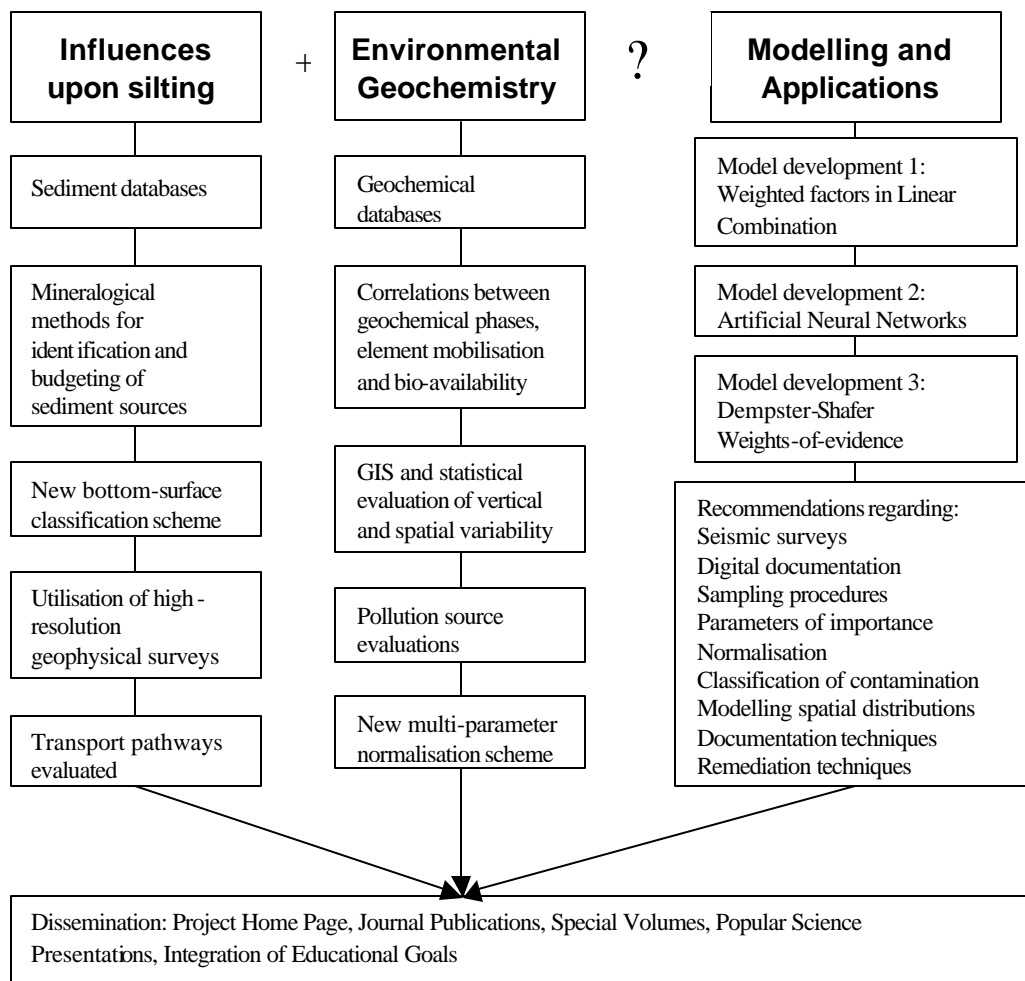 Influences
upon silting
+
Environmental
Geochemistry
?
Modelling and
Applications
Sediment databases
Mineralogical
methods for
identification and
budgeting of
sediment sources
New bottom-surface
classification scheme
Utilisation of high-
resolution
geophysical surveys
Transport pathways
evaluated
Geochemical
databases
Correlations between
geochemical phases,
element mobilisation
and bio-availability
GIS and statistical
evaluation of vertical
and spatial variability
Pollution source
evaluations
New multi-parameter
normalisation scheme
Model development 1:
Weighted factors in Linear
Combination
Model development 2:
Artificial Neural Networks
Model development 3:
Dempster-Shafer
Weights-of-evidence
Recommendations regarding:
Seismic surveys
Digital documentation
Sampling procedures
Parameters of importance
Normalisation
Classification of contamination
Modelling spatial distributions
Documentation techniques
Remediation techniques
Dissemination: Project Home Page, Journal Publications, Special Volumes, Popular Science
Presentations, Integration of Educational Goals